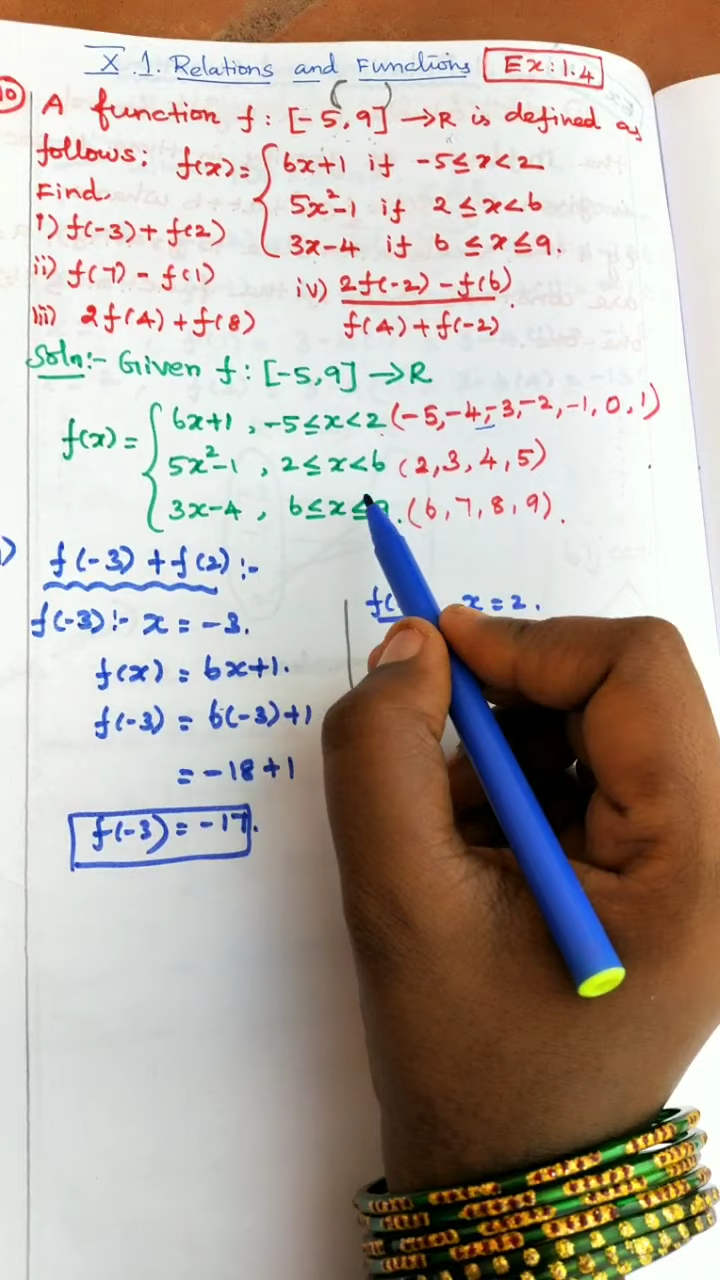 X .1. Relations and Functions Ex: 1.4
10 A function f : [-5, 9] → R is defined as
follows: f(x) = { 6x+1 if -5 ≤ x < 2
5x²-1 if 2 ≤ x < 6
3x-4 if 6 ≤ x ≤ 9.
Find.
i) f(-3) + f(2)
ii) f(7) - f(1)
iii) 2f(4) + f(8)
iv) 2f(-2) - f(6) / f(4) + f(-2)
Soln:- Given f : [-5, 9] → R
f(x) = { 6x+1 , -5 ≤ x < 2 (-5, -4, -3, -2, -1, 0, 1)
5x²-1 , 2 ≤ x < 6 (2, 3, 4, 5)
3x-4 , 6 ≤ x ≤ 9. (6, 7, 8, 9).
i) f(-3) + f(2) :-
f(-3) :- x = -3.
f(x) = 6x+1.
f(-3) = 6(-3)+1
= -18+1
f(-3) = -17.
f( x = 2.